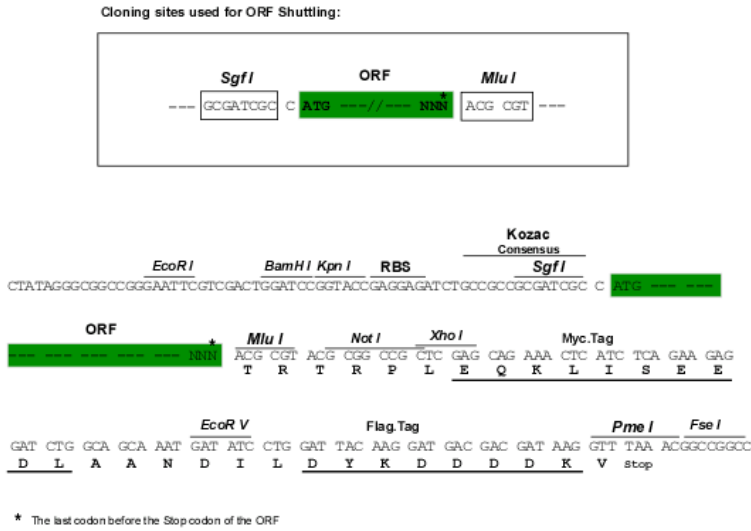 Cloning sites used for ORF Shuttling:
Sgf I ORF Mlu I
*
--- GCGATCGC C ATG ---//--- NNN ACG CGT ---
Kozac
Consensus
EcoR I BamH I Kpn I RBS Sgf I
CTATAGGGCGGCCGGGAATTCGTCGACTGGATCCGGTACCGAGGAGATCTGCCGCCGCGATCGC C ATG --- ---
ORF * Mlu I Not I Xho I Myc.Tag
--- --- --- --- --- --- NNN ACG CGT ACG CGG CCG CTC GAG CAG AAA CTC ATC TCA GAA GAG
T R T R P L E Q K L I S E E
EcoR V Flag.Tag Pme I Fse I
GAT CTG GCA GCA AAT GAT ATC CTG GAT TAC AAG GAT GAC GAC GAT AAG GTT TAA ACGGCCGGCC
D L A A N D I L D Y K D D D D K V Stop
* The last codon before the Stop codon of the ORF